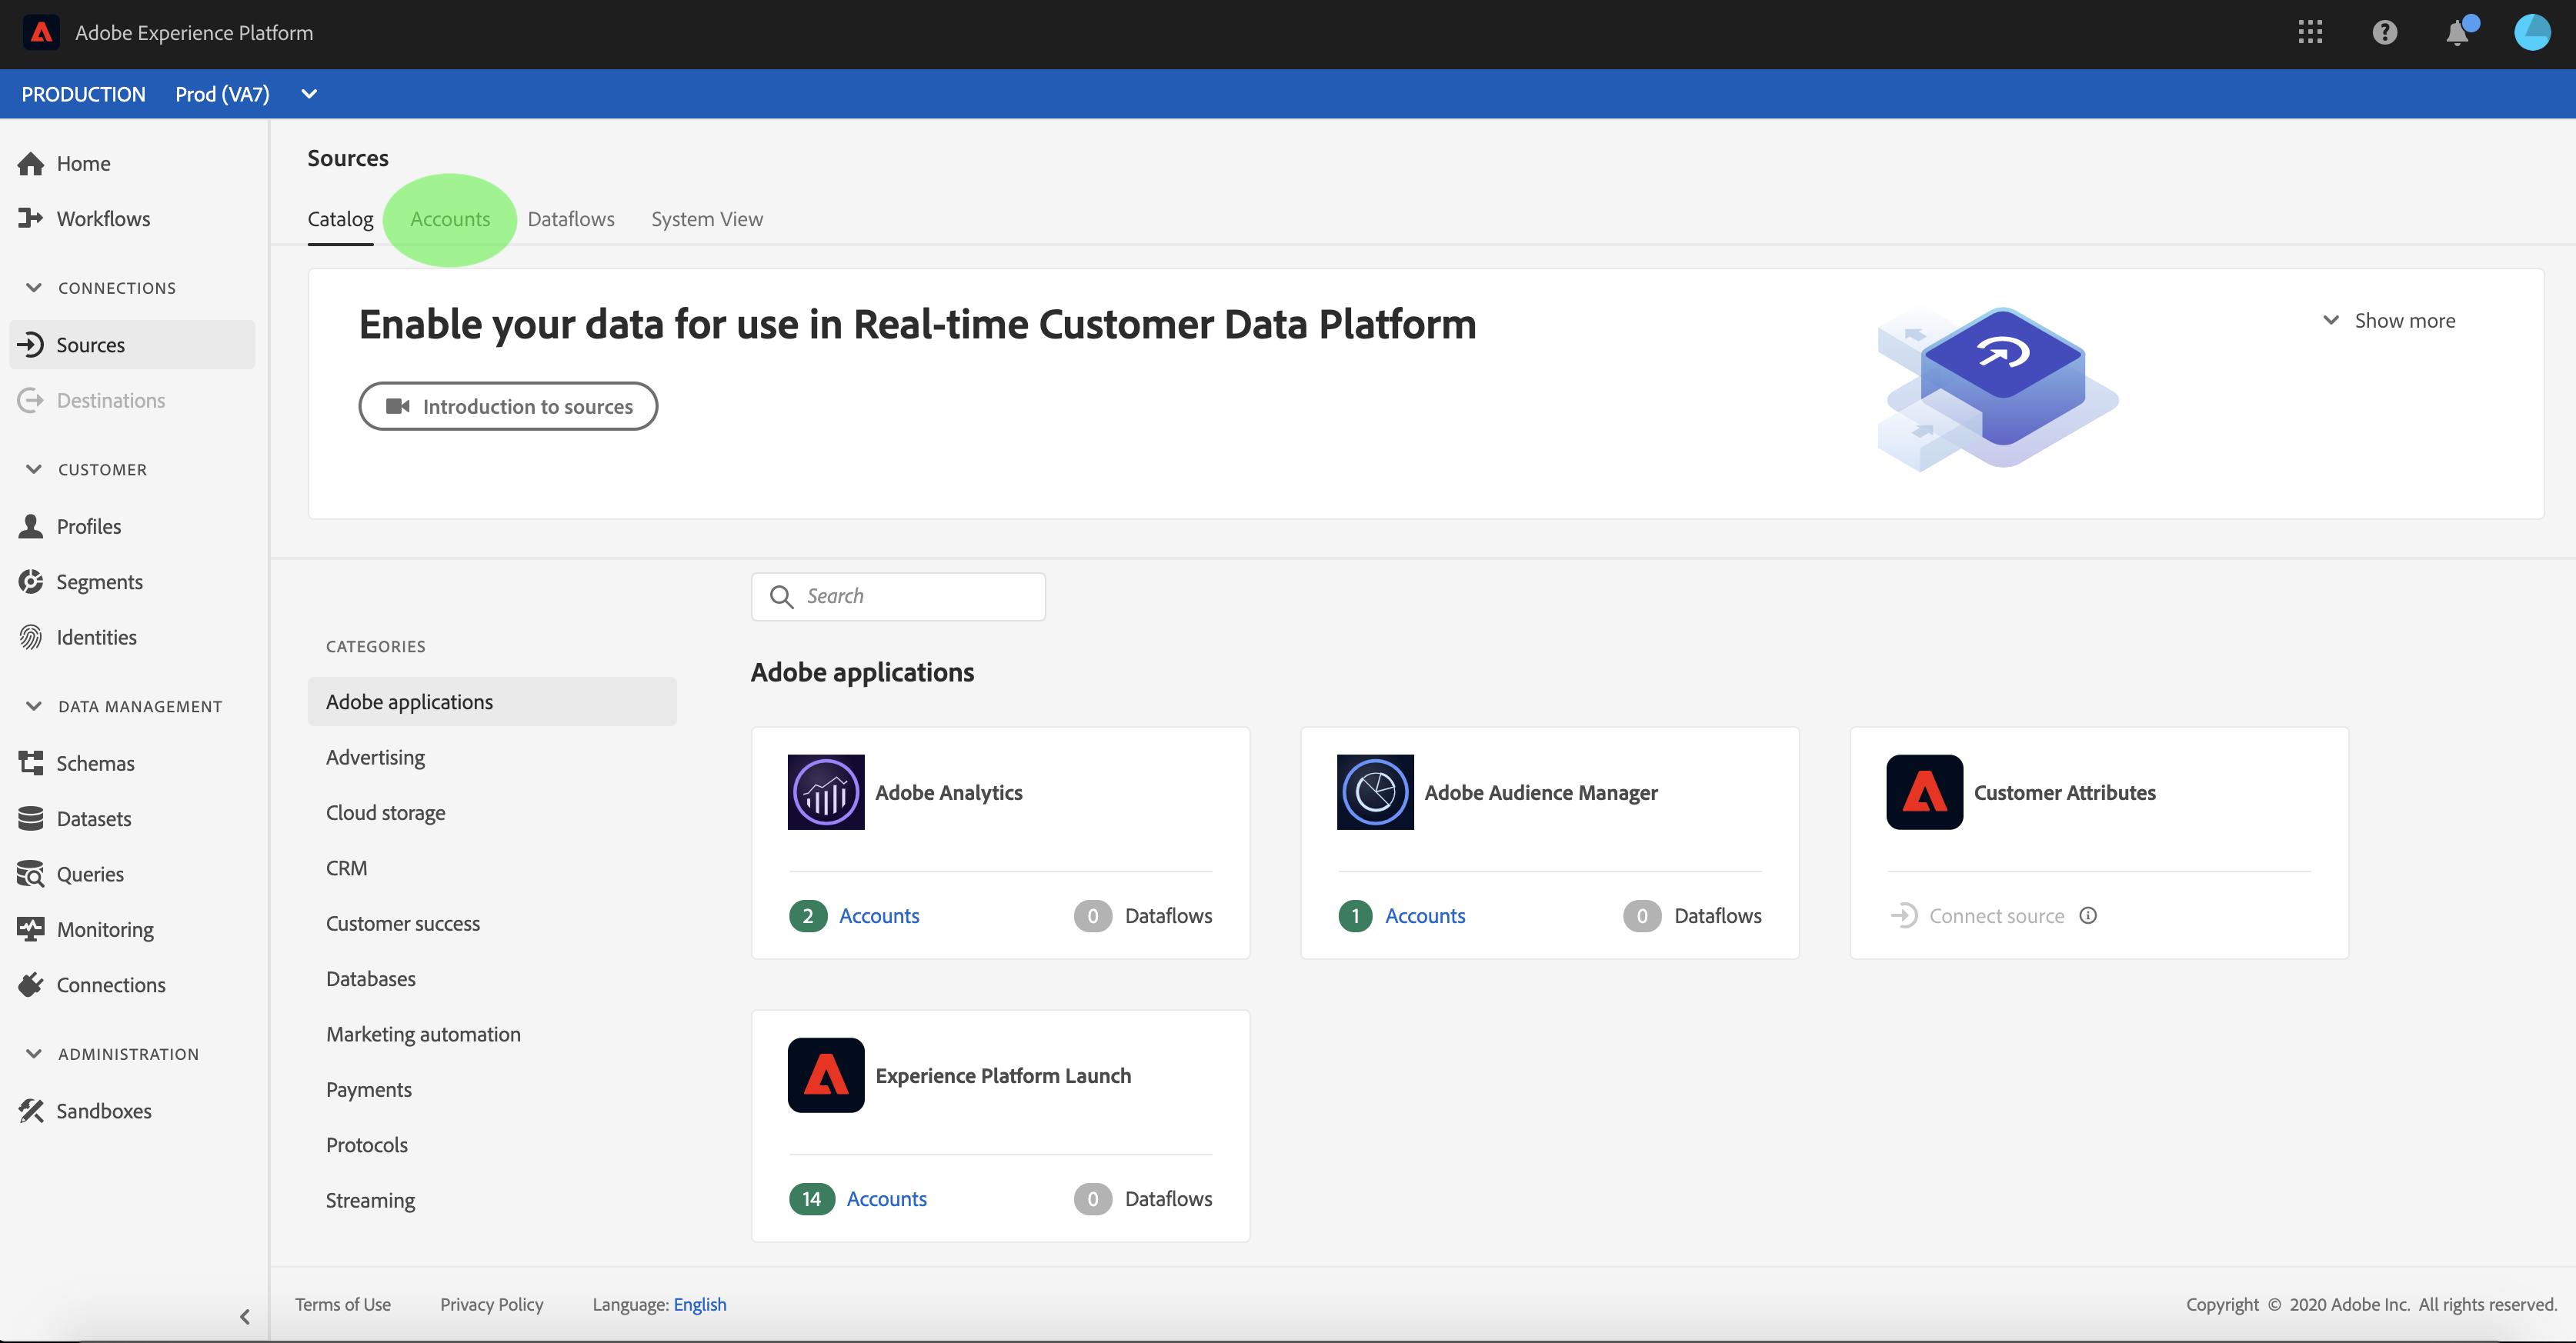 Adobe Experience Platform
PRODUCTION Prod (VA7)
Home
Workflows
CONNECTIONS
Sources
Destinations
CUSTOMER
Profiles
Segments
Identities
DATA MANAGEMENT
Schemas
Datasets
Queries
Monitoring
Connections
ADMINISTRATION
Sandboxes
Sources
Catalog Accounts Dataflows System View
Enable your data for use in Real-time Customer Data Platform
Show more
Introduction to sources
Search
CATEGORIES
Adobe applications
Advertising
Cloud storage
CRM
Customer success
Databases
Marketing automation
Payments
Protocols
Streaming
Adobe applications
Adobe Analytics
2 Accounts 0 Dataflows
Adobe Audience Manager
1 Accounts 0 Dataflows
Customer Attributes
Connect source
Experience Platform Launch
14 Accounts 0 Dataflows
Terms of Use Privacy Policy Language: English
Copyright © 2020 Adobe Inc. All rights reserved.